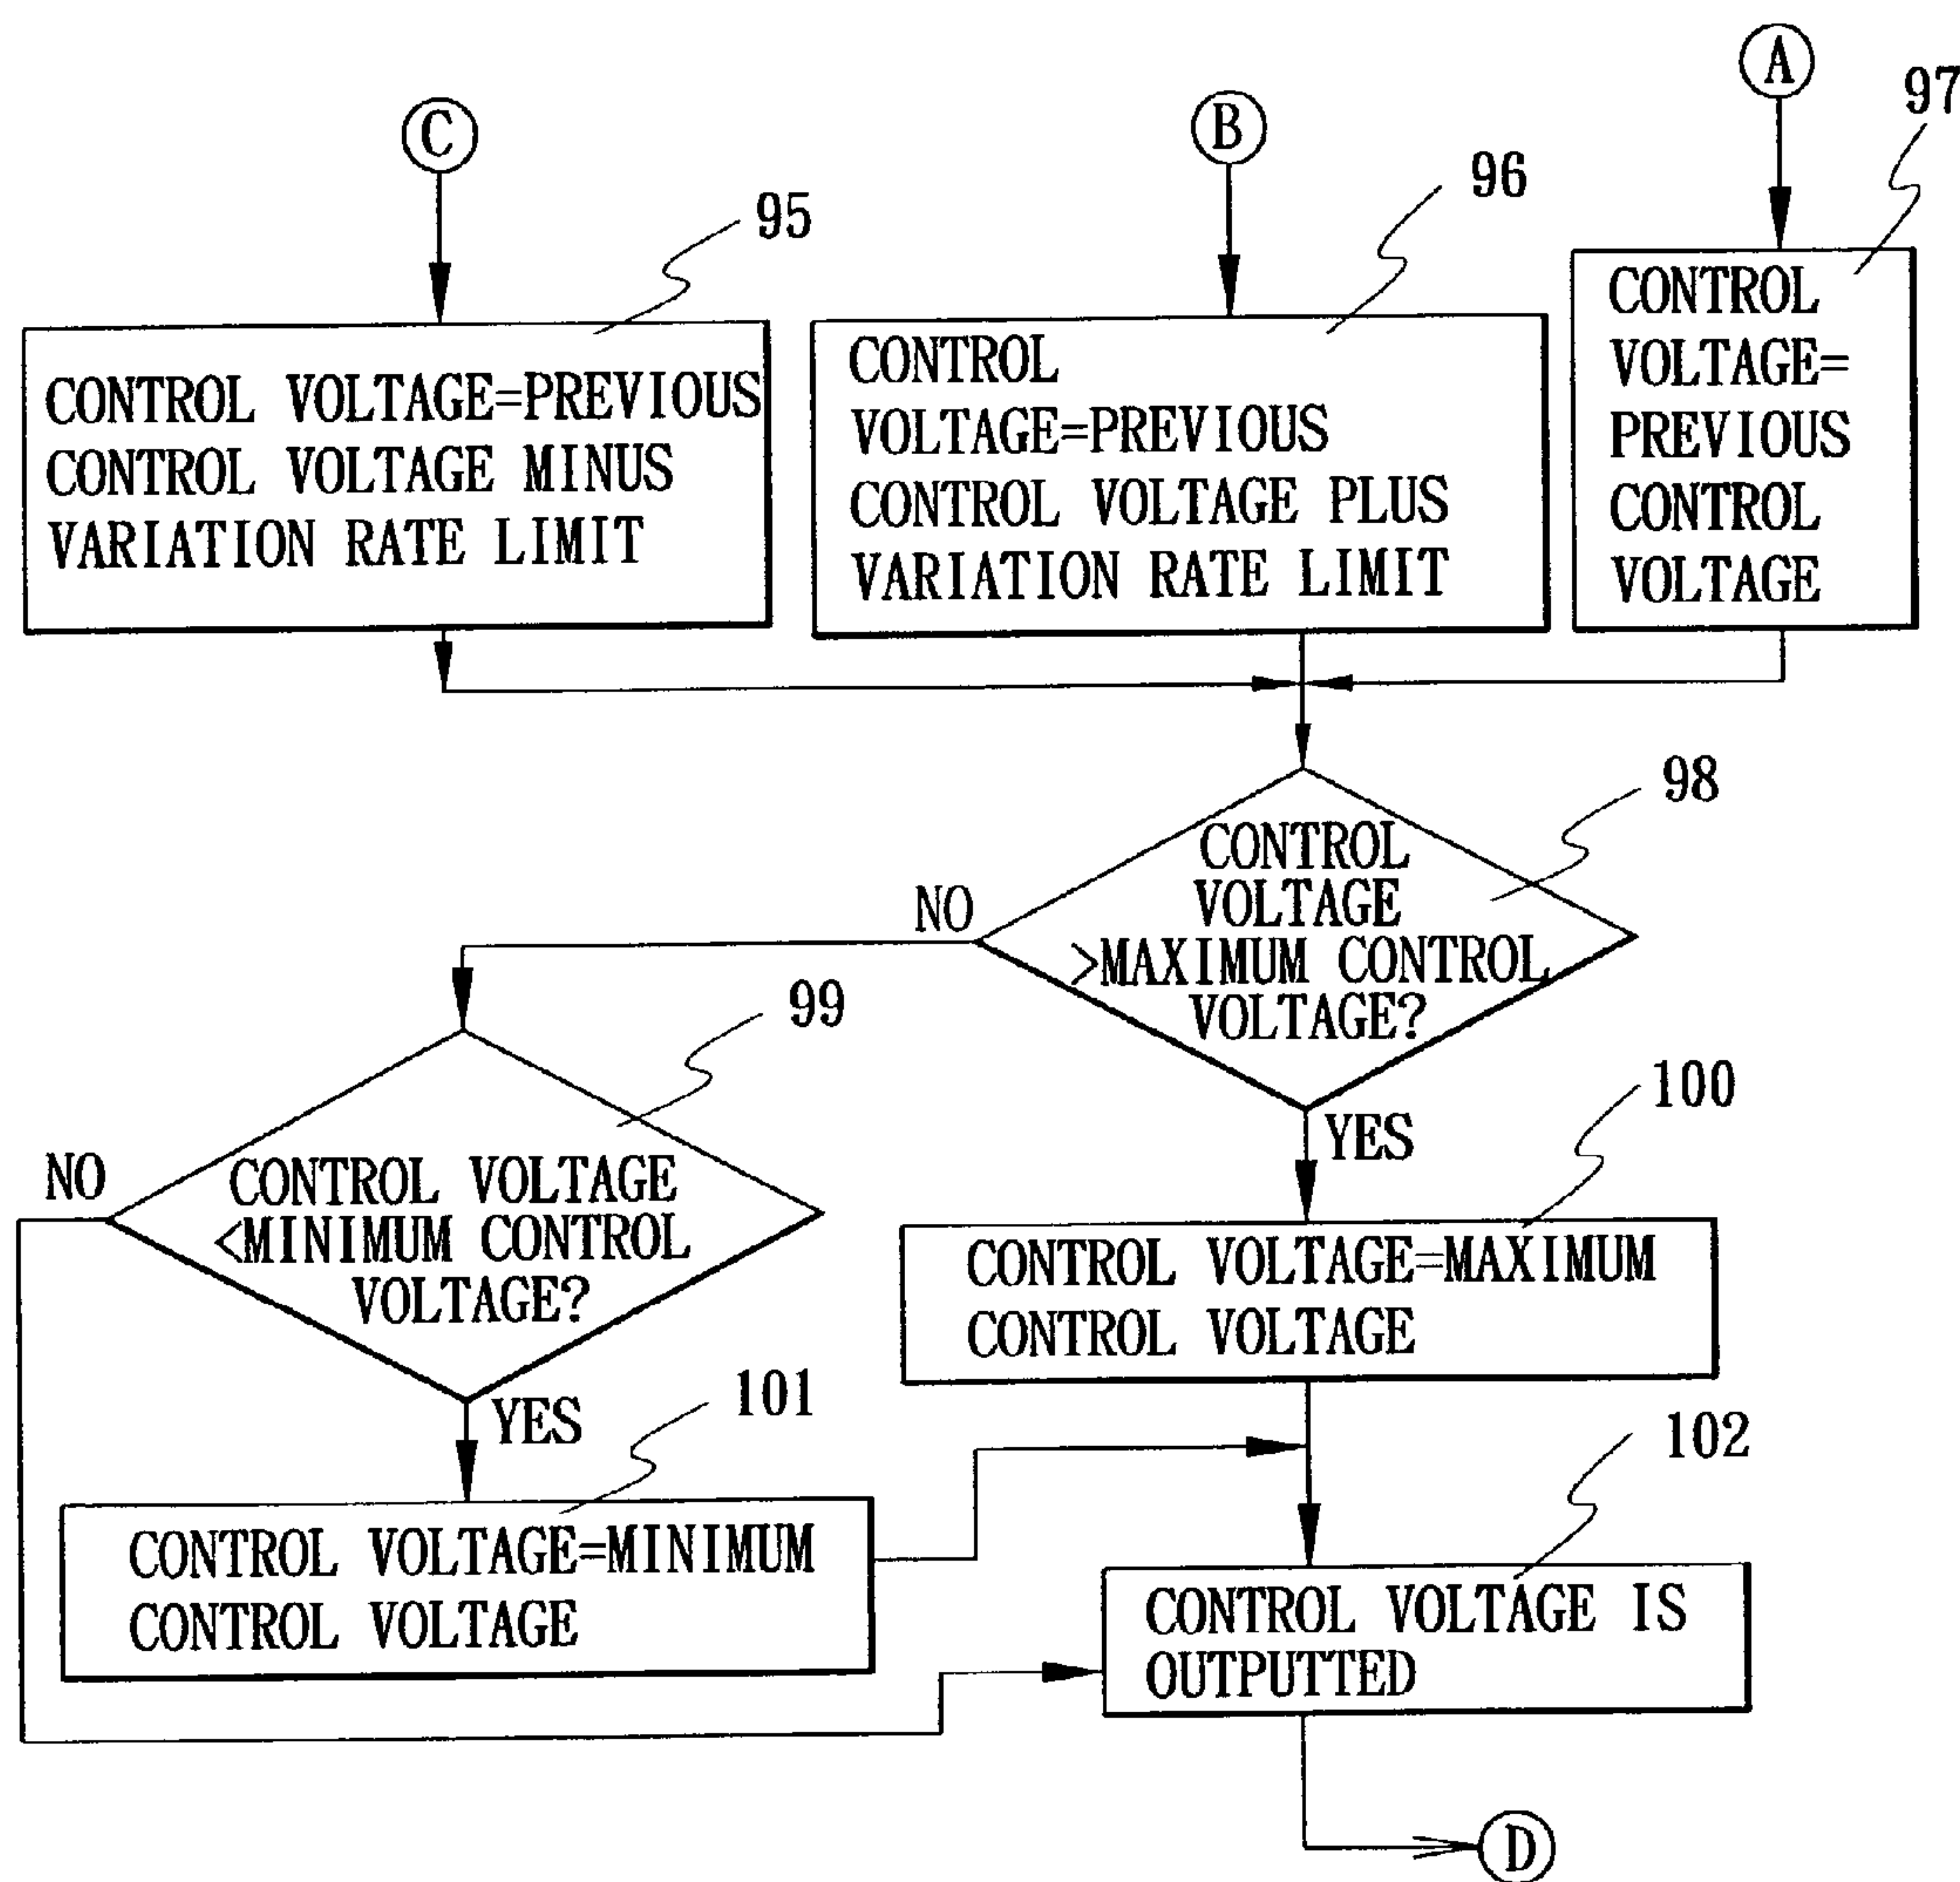 A
97
C
B
96
95
CONTROL VOLTAGE=PREVIOUS
CONTROL VOLTAGE MINUS
VARIATION RATE LIMIT
CONTROL
VOLTAGE=PREVIOUS
CONTROL VOLTAGE PLUS
VARIATION RATE LIMIT
CONTROL
VOLTAGE=
PREVIOUS
CONTROL
VOLTAGE
98
CONTROL
VOLTAGE
>MAXIMUM CONTROL
VOLTAGE?
NO
YES
99
CONTROL VOLTAGE
<MINIMUM CONTROL
VOLTAGE?
NO
YES
100
CONTROL VOLTAGE=MAXIMUM
CONTROL VOLTAGE
101
CONTROL VOLTAGE=MINIMUM
CONTROL VOLTAGE
102
CONTROL VOLTAGE IS
OUTPUTTED
D